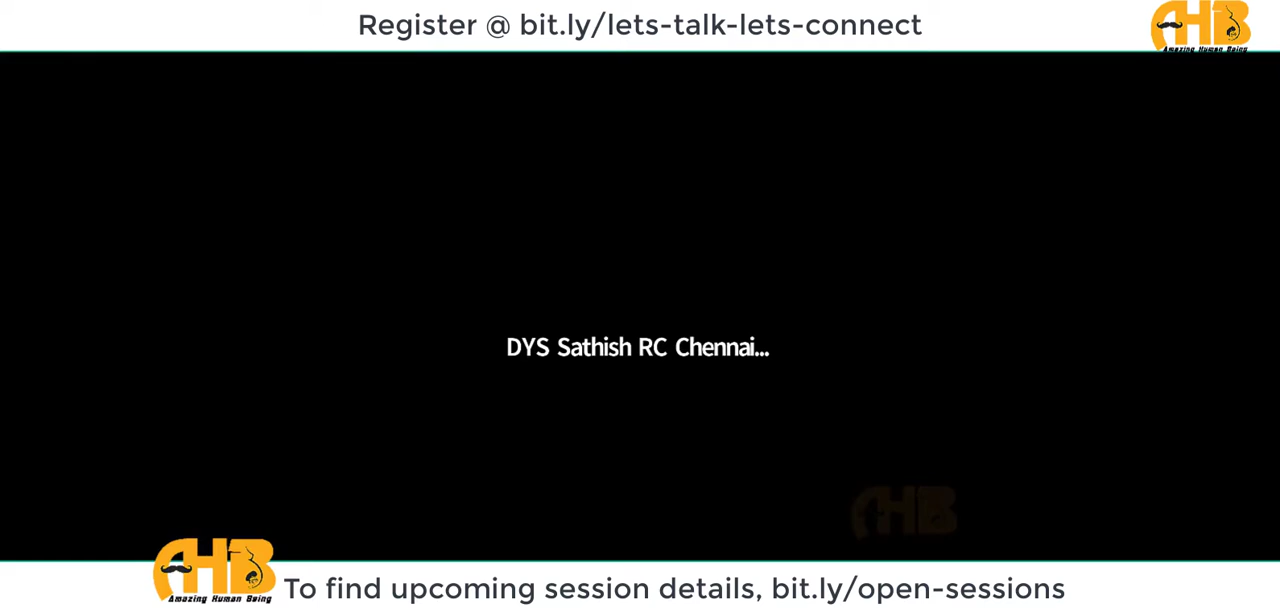 Register @ bit.ly/lets-talk-lets-connect
AHB
Amazing Human Being
DYS Sathish RC Chennai...
AHB
AHB
Amazing Human Being
To find upcoming session details, bit.ly/open-sessions